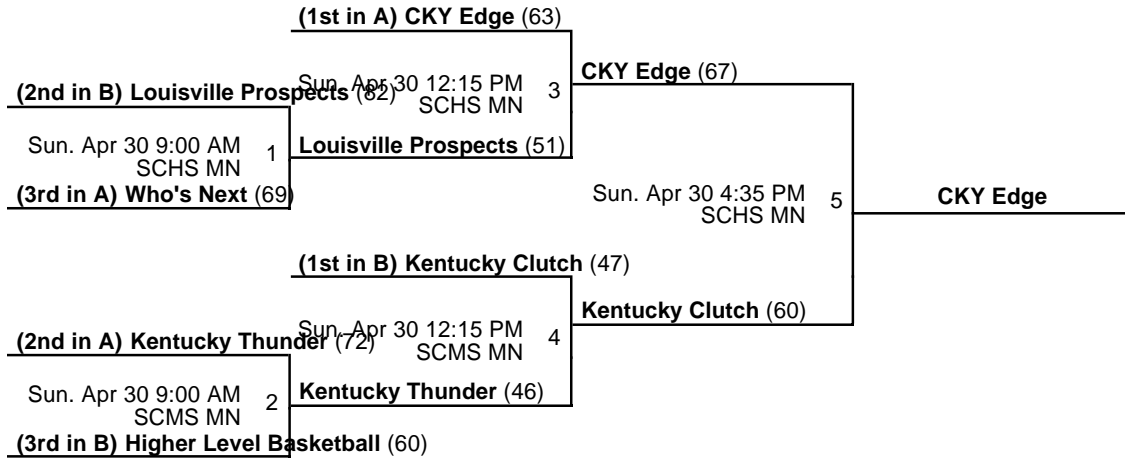 (1st in A) CKY Edge (63)
Sun. Apr 30 12:15 PM
SCHS MN
3
CKY Edge (67)
(2nd in B) Louisville Prospects (82)
Sun. Apr 30 9:00 AM
SCHS MN
1
Louisville Prospects (51)
(3rd in A) Who's Next (69)
Sun. Apr 30 4:35 PM
SCHS MN
5
CKY Edge
(1st in B) Kentucky Clutch (47)
Sun. Apr 30 12:15 PM
SCMS MN
4
Kentucky Clutch (60)
(2nd in A) Kentucky Thunder (72)
Sun. Apr 30 9:00 AM
SCMS MN
2
Kentucky Thunder (46)
(3rd in B) Higher Level Basketball (60)